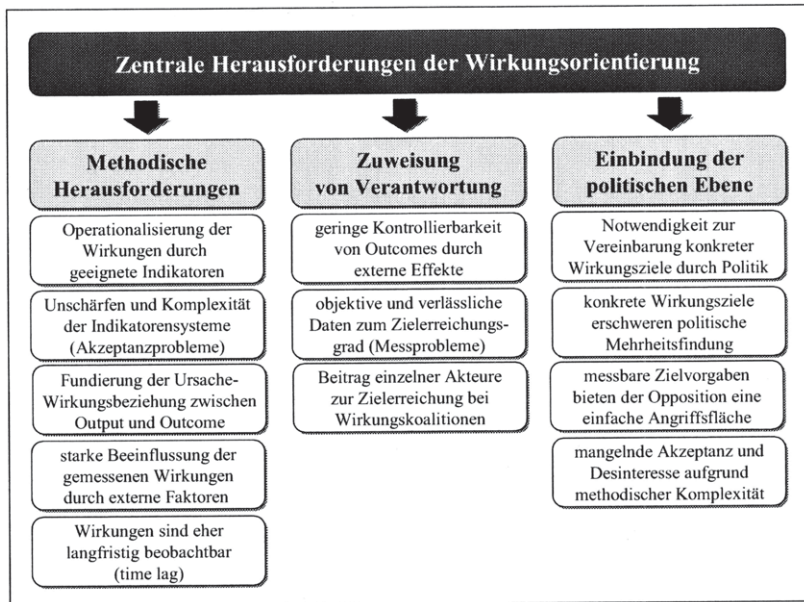 Zentrale Herausforderungen der Wirkungsorientierung
Methodische
Herausforderungen
Operationalisierung der
Wirkungen durch
geeignete Indikatoren
Unschärfen und Komplexität
der Indikatorensysteme
(Akzeptanzprobleme)
Fundierung der Ursache-
Wirkungsbeziehung zwischen
Output und Outcome
starke Beeinflussung der
gemessenen Wirkungen
durch externe Faktoren
Wirkungen sind eher
langfristig beobachtbar
(time lag)
Zuweisung
von Verantwortung
geringe Kontrollierbarkeit
von Outcomes durch
externe Effekte
objektive und verlässliche
Daten zum Zielerreichungs-
grad (Messprobleme)
Beitrag einzelner Akteure
zur Zielerreichung bei
Wirkungskoalitionen
Einbindung der
politischen Ebene
Notwendigkeit zur
Vereinbarung konkreter
Wirkungsziele durch Politik
konkrete Wirkungsziele
erschweren politische
Mehrheitsfindung
messbare Zielvorgaben
bieten der Opposition eine
einfache Angriffsfläche
mangelnde Akzeptanz und
Desinteresse aufgrund
methodischer Komplexität